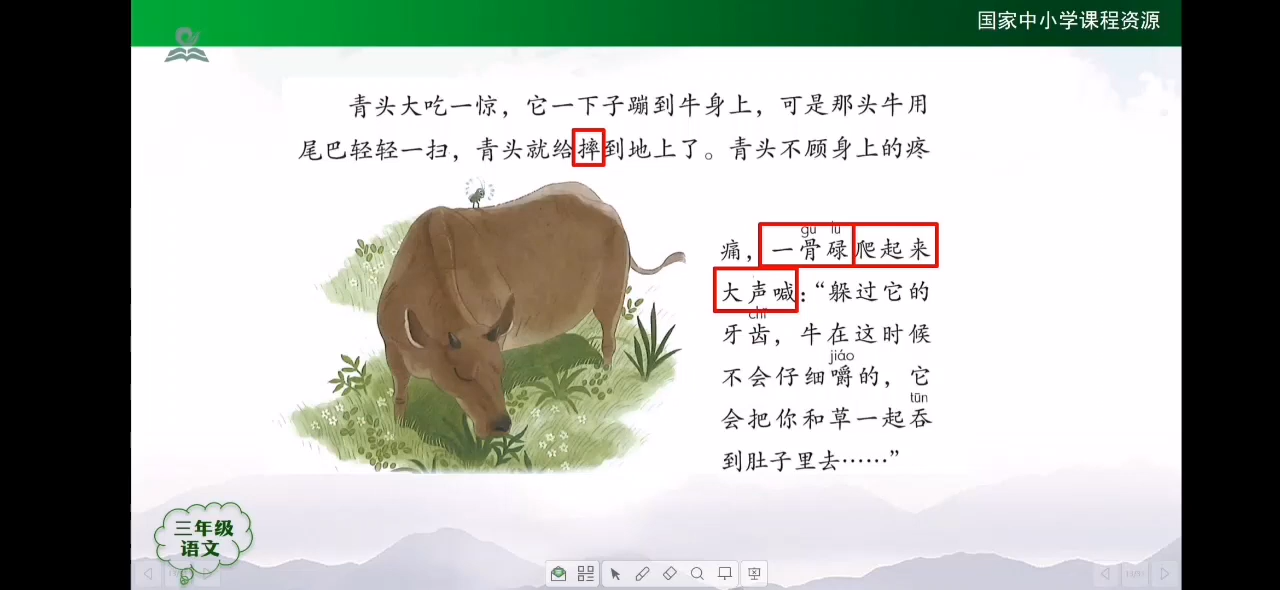 国家中小学课程资源
青头大吃一惊，它一下子蹦到牛身上，可是那头牛用
尾巴轻轻一扫，青头就给摔到地上了。青头不顾身上的疼
gū lu
痛，一骨碌爬起来
大声喊：“躲过它的
chǐ
牙齿，牛在这时候
jiáo
不会仔细嚼的，它
tūn
会把你和草一起吞
到肚子里去……”
三年级
语文